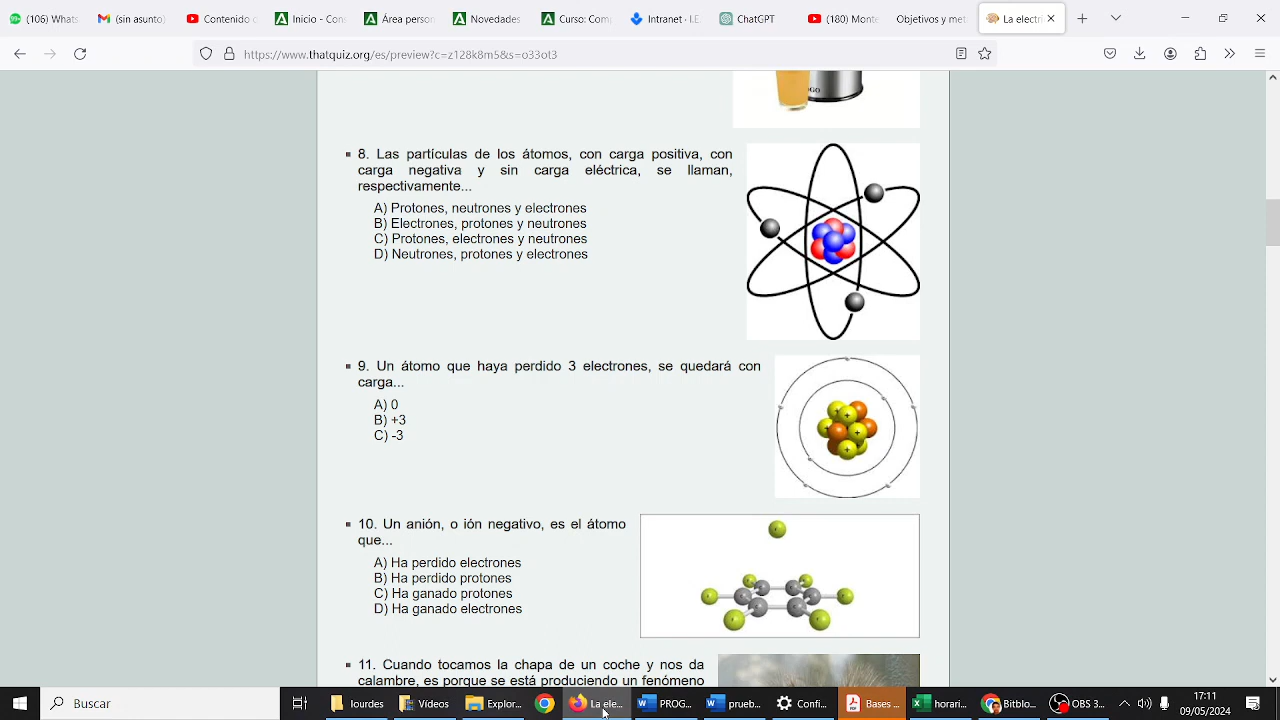 (106) Whats
(sin asunto)
Contenido c
Inicio - Cons
Área person
Novedades
Curso: Com
Intranet · I.E
ChatGPT
(180) Monte
Objetivos y met
La electri
https://www.thatquiz.org/es/preview?c=z128k8m5&s=o33ot3
8. Las partículas de los átomos, con carga positiva, con
carga negativa y sin carga eléctrica, se llaman,
respectivamente...
A) Protones, neutrones y electrones
B) Electrones, protones y neutrones
C) Protones, electrones y neutrones
D) Neutrones, protones y electrones
9. Un átomo que haya perdido 3 electrones, se quedará con
carga...
A) 0
B) +3
C) -3
10. Un anión, o ión negativo, es el átomo
que...
A) Ha perdido electrones
B) Ha perdido protones
C) Ha ganado protones
D) Ha ganado electrones
11. Cuando tocamos la chapa de un coche y nos da
calambre, es porque se está produciendo un fenómeno
Buscar
Lourdes
Videos
Explo...
La ele...
PROG...
prueb...
Confi...
Bases ...
horari...
Bitblo...
OBS 3...
17:11
09/05/2024